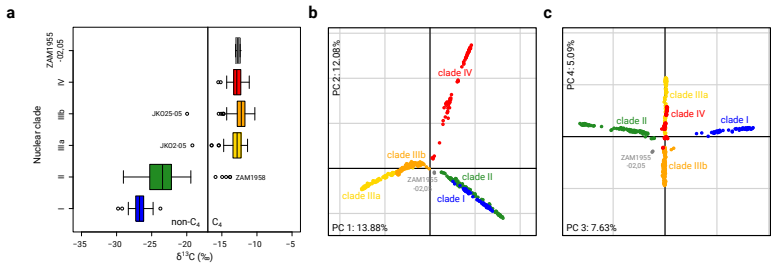 a
Nuclear clade
ZAM1955
-02,05
IV
IIIb
IIIa
II
I
JKO25-05
JKO2-05
ZAM1958
non-C₄
C₄
−35 −30 −25 −20 −15 −10 −5
δ¹³C (‰)
b
PC 2: 12.08%
clade IV
clade IIIb
clade IIIa
ZAM1955
-02,05
clade II
clade I
PC 1: 13.88%
c
PC 4: 5.09%
clade IIIa
clade IV
clade II
clade I
ZAM1955
-02,05
clade IIIb
PC 3: 7.63%